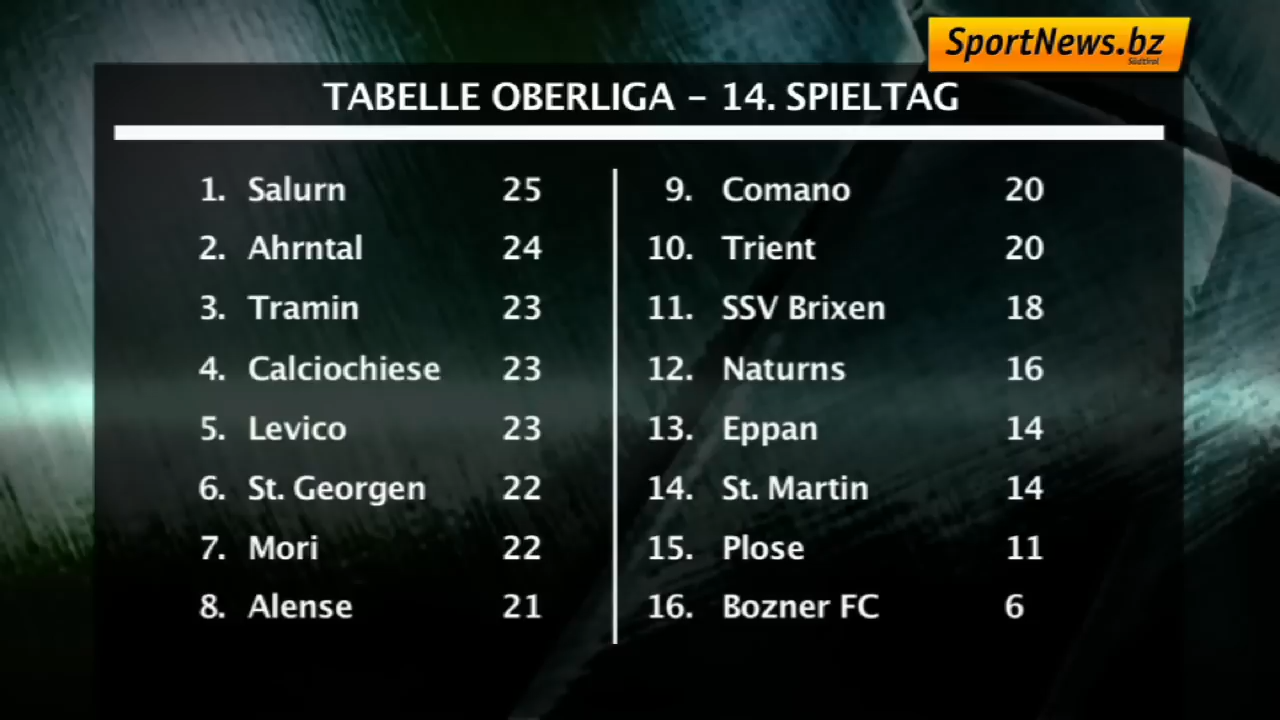 SportNews.bz
Südtirol
TABELLE OBERLIGA – 14. SPIELTAG
1. Salurn 25
2. Ahrntal 24
3. Tramin 23
4. Calciochiese 23
5. Levico 23
6. St. Georgen 22
7. Mori 22
8. Alense 21
9. Comano 20
10. Trient 20
11. SSV Brixen 18
12. Naturns 16
13. Eppan 14
14. St. Martin 14
15. Plose 11
16. Bozner FC 6